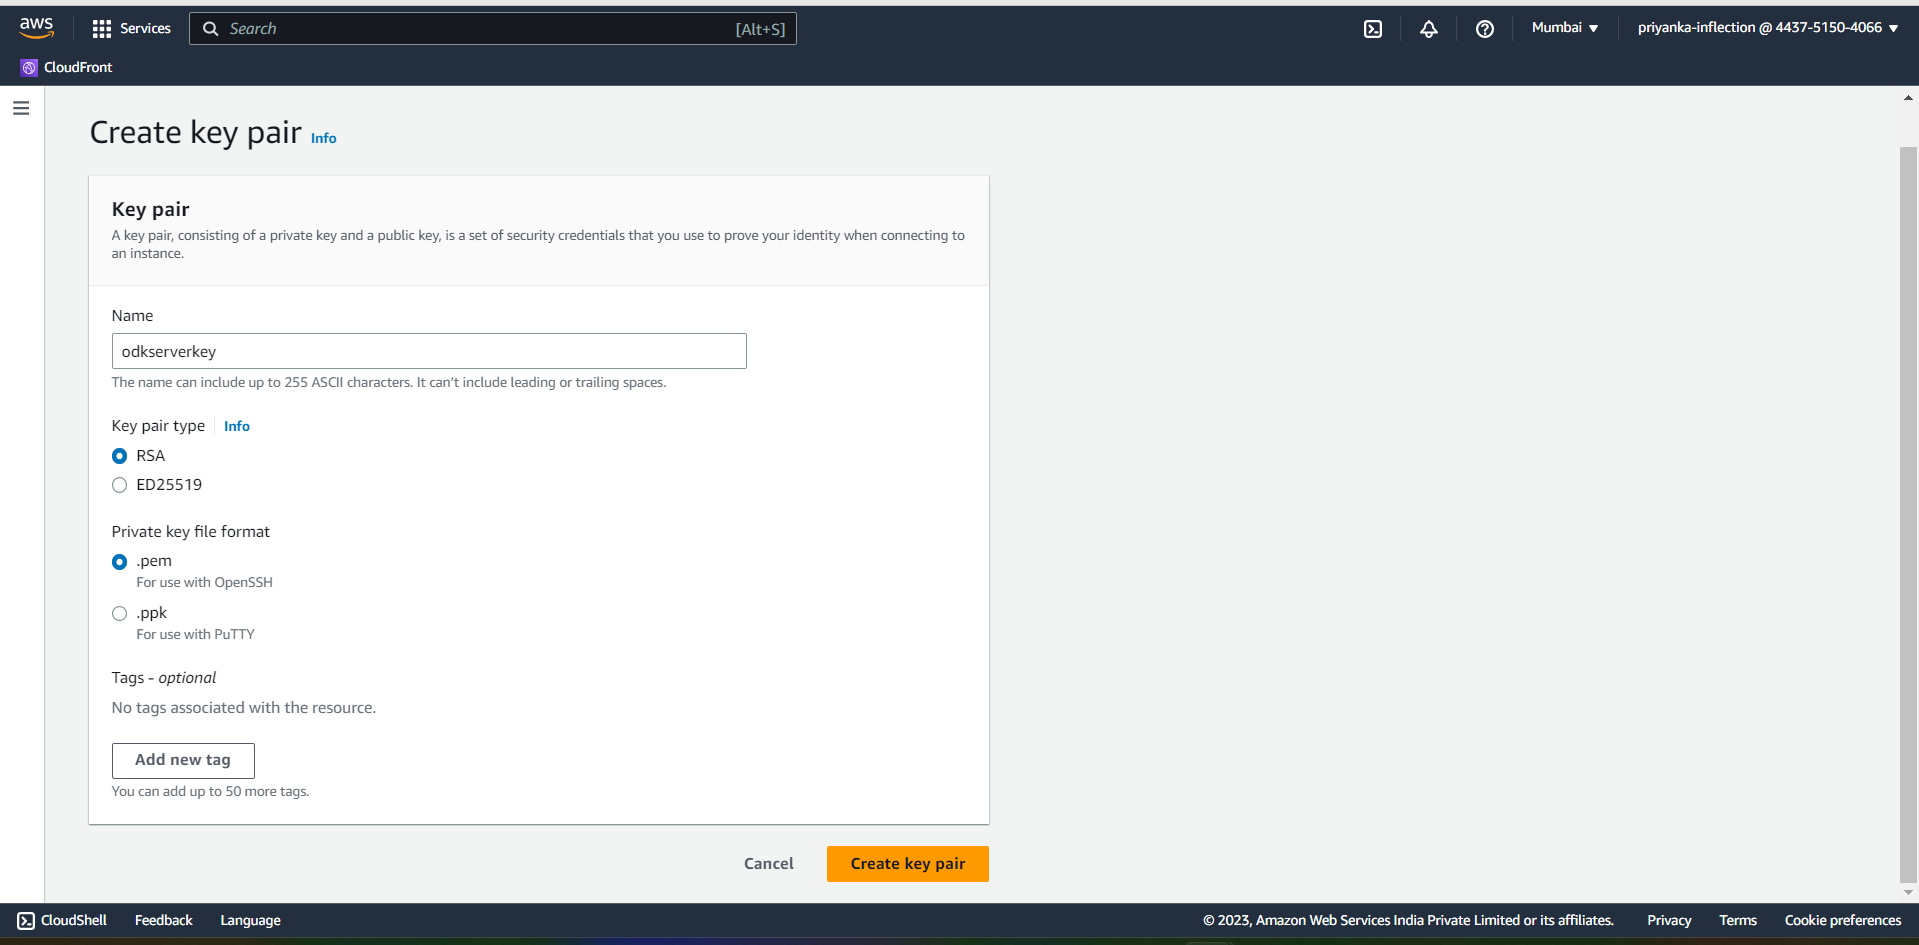 aws
Services
Search
[Alt+S]
Mumbai
priyanka-inflection @ 4437-5150-4066
CloudFront
Create key pair Info
Key pair
A key pair, consisting of a private key and a public key, is a set of security credentials that you use to prove your identity when connecting to
an instance.
Name
odkserverkey
The name can include up to 255 ASCII characters. It can’t include leading or trailing spaces.
Key pair type Info
RSA
ED25519
Private key file format
.pem
For use with OpenSSH
.ppk
For use with PuTTY
Tags - optional
No tags associated with the resource.
Add new tag
You can add up to 50 more tags.
Cancel
Create key pair
CloudShell
Feedback
Language
© 2023, Amazon Web Services India Private Limited or its affiliates.
Privacy
Terms
Cookie preferences